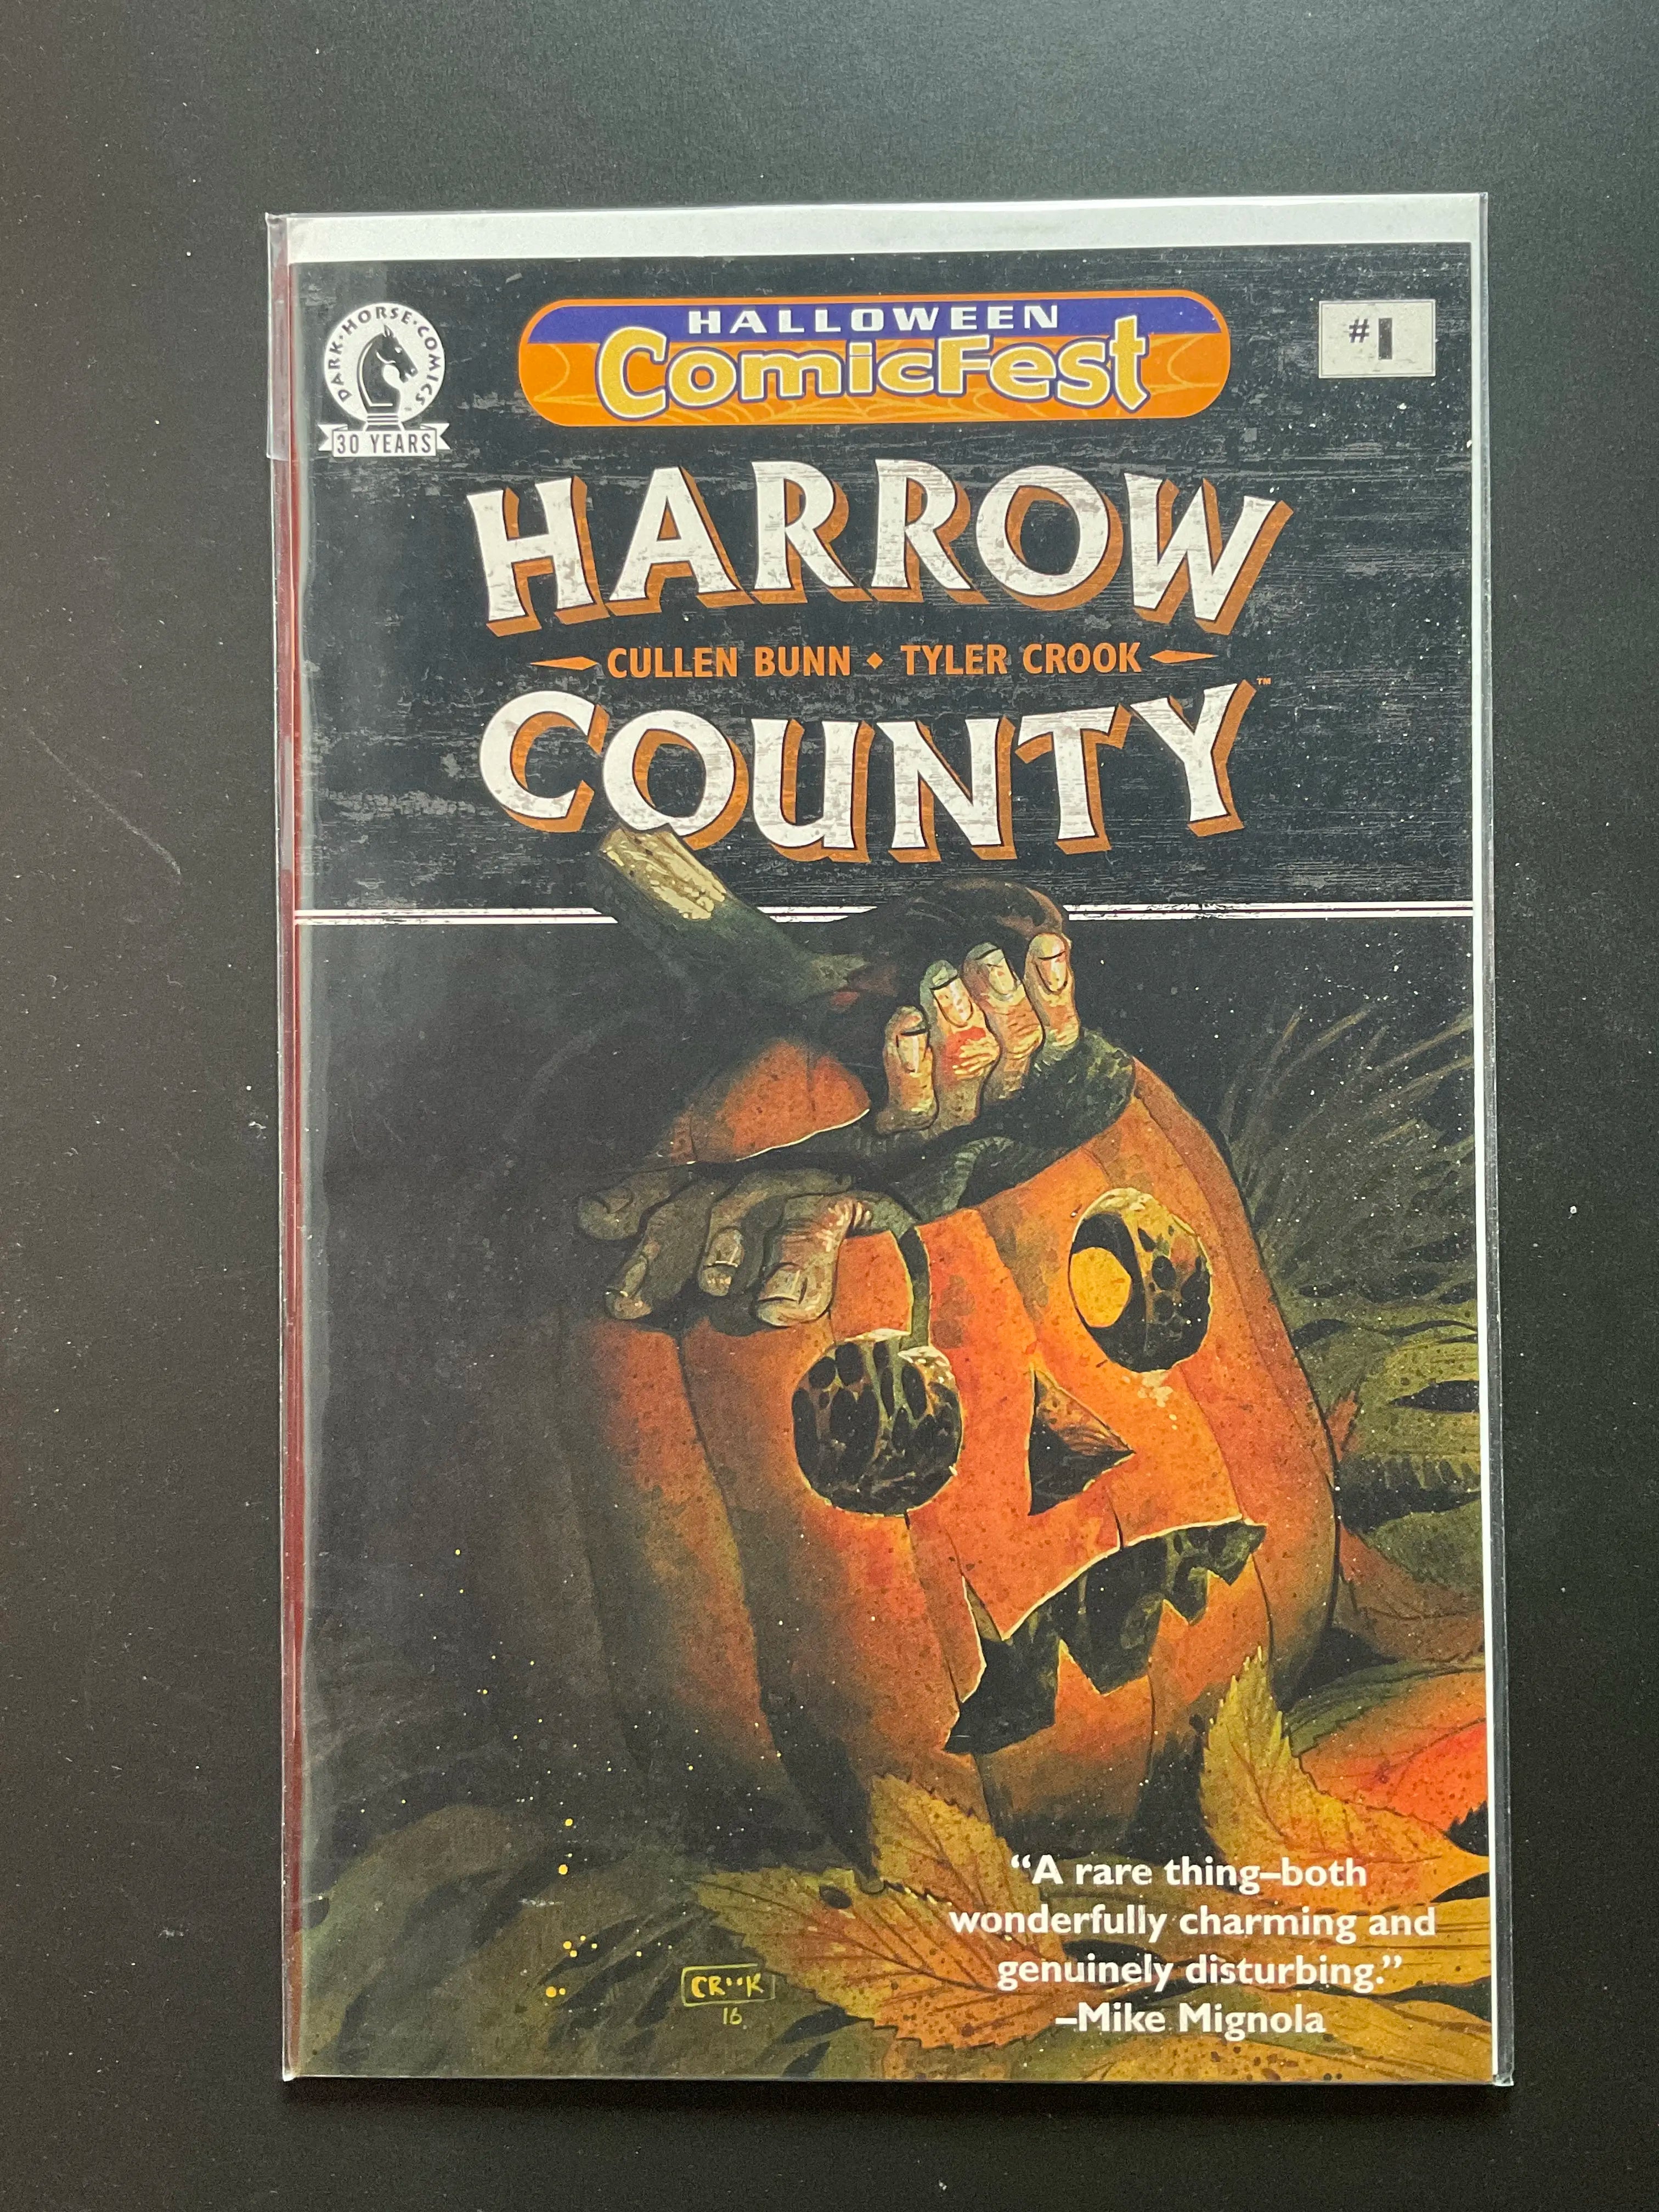 DARK·HORSE·COMICS
30 YEARS
HALLOWEEN
ComicFest
#1
HARROW
CULLEN BUNN ◆ TYLER CROOK
COUNTY™
“A rare thing–both
wonderfully charming and
genuinely disturbing.”
–Mike Mignola
CROOK
16